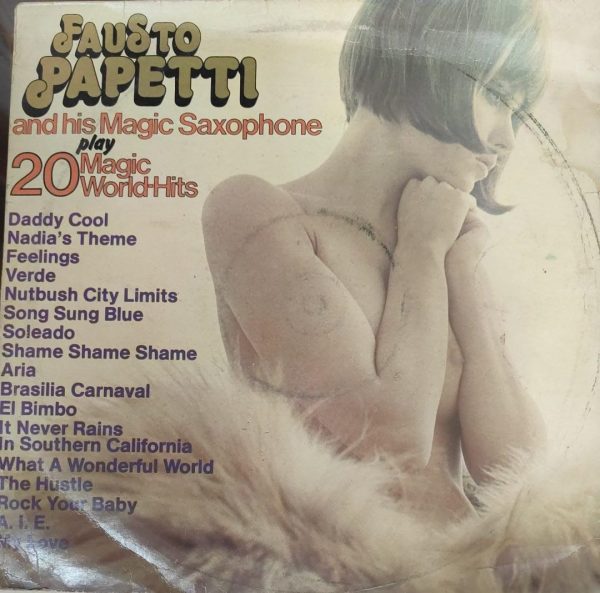 FAUSTO
PAPETTI
and his Magic Saxophone
play
20 Magic
World-Hits
Daddy Cool
Nadia's Theme
Feelings
Verde
Nutbush City Limits
Song Sung Blue
Soleado
Shame Shame Shame
Aria
Brasilia Carnaval
El Bimbo
It Never Rains
In Southern California
What A Wonderful World
The Hustle
Rock Your Baby
A. I. E.
My Love